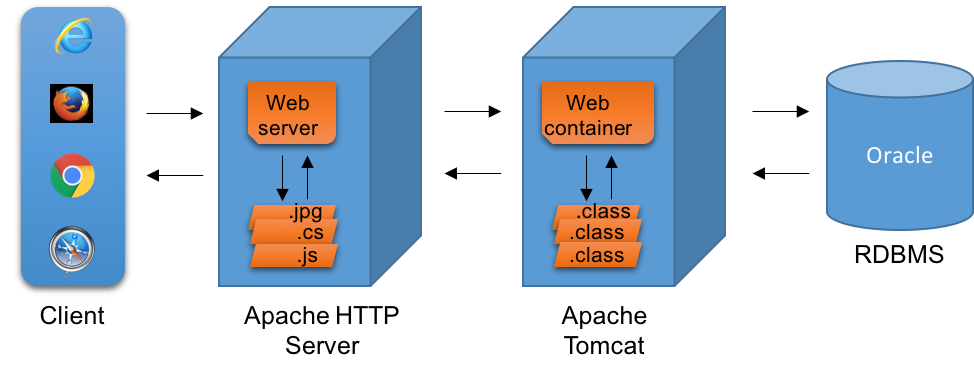 Web
server
.jpg
.cs
.js
Web
container
.class
.class
.class
Oracle
RDBMS
Client
Apache HTTP
Server
Apache
Tomcat